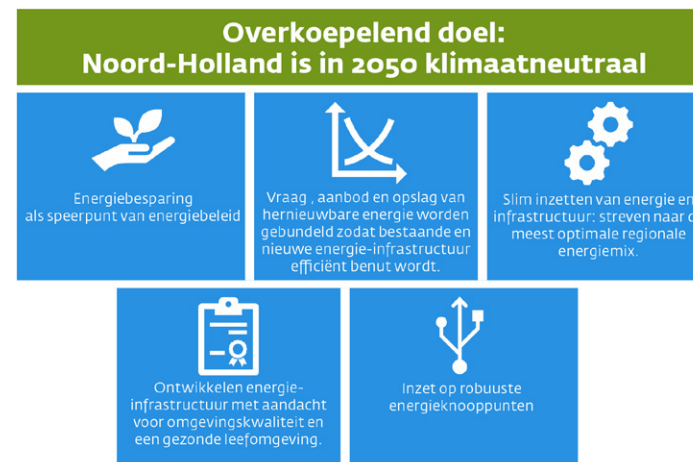 Overkoepelend doel:
Noord-Holland is in 2050 klimaatneutraal
Energiebesparing
als speerpunt van energiebeleid
Vraag , aanbod en opslag van
hernieuwbare energie worden
gebundeld zodat bestaande en
nieuwe energie-infrastructuur
efficiënt benut wordt.
Slim inzetten van energie en
infrastructuur: streven naar d
meest optimale regionale
energiemix.
Ontwikkelen energie-
infrastructuur met aandacht
voor omgevingskwaliteit en
een gezonde leefomgeving.
Inzet op robuuste
energieknooppunten